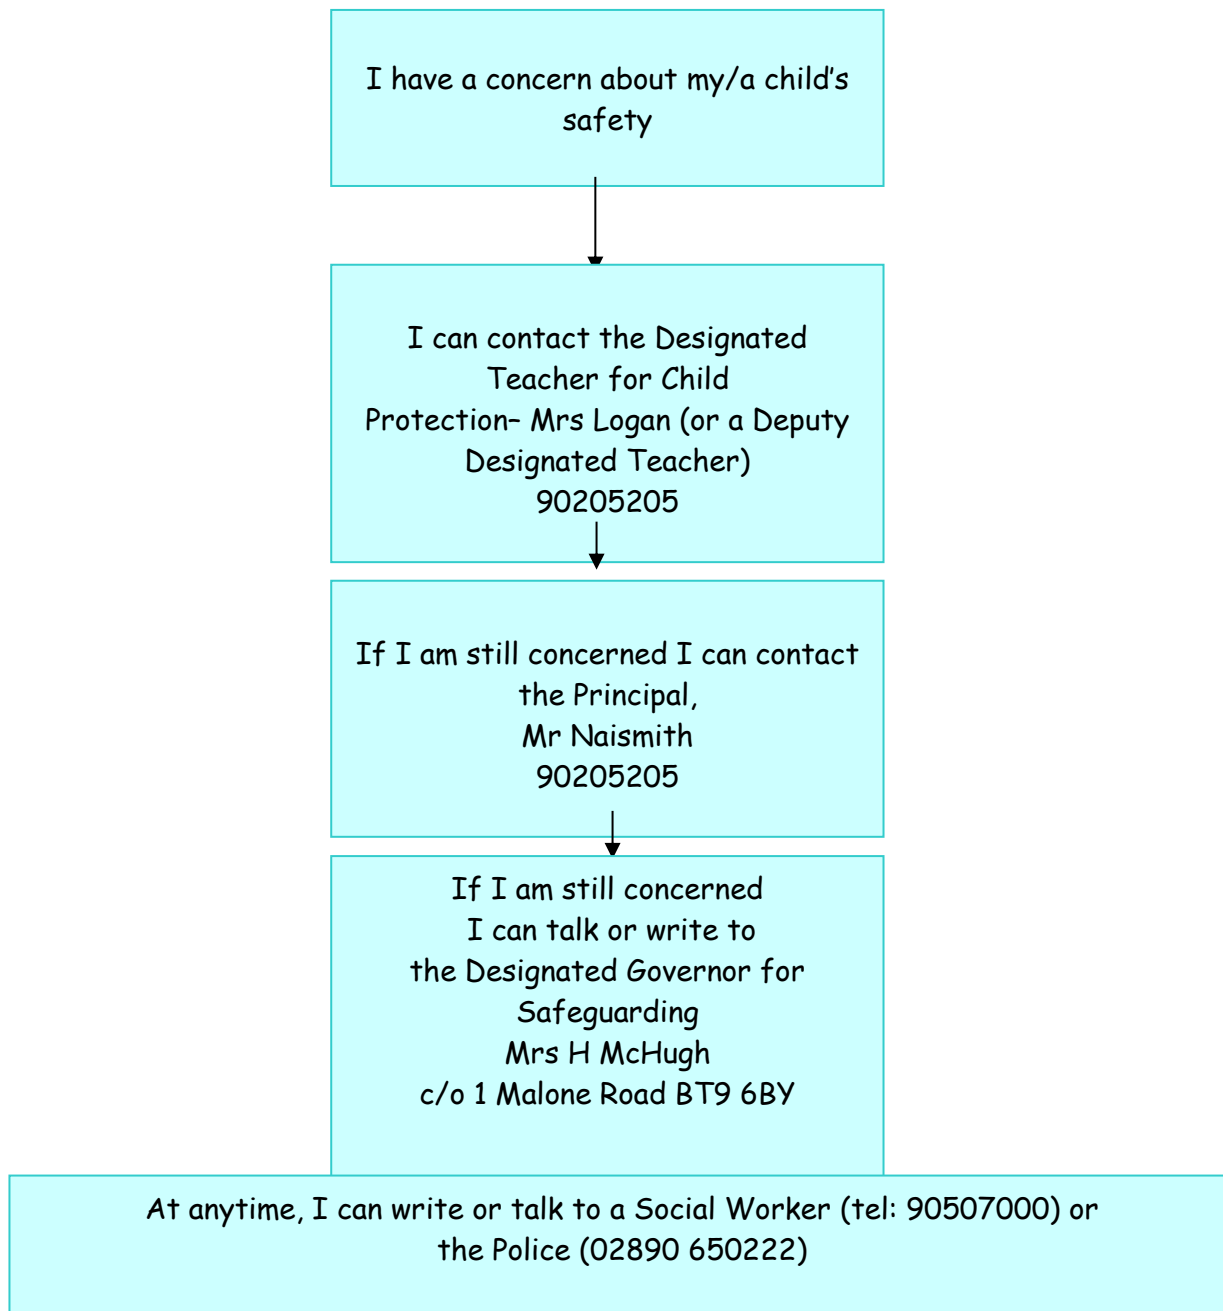 I have a concern about my/a child's
safety
I can contact the Designated
Teacher for Child
Protection– Mrs Logan (or a Deputy
Designated Teacher)
90205205
If I am still concerned I can contact
the Principal,
Mr Naismith
90205205
If I am still concerned
I can talk or write to
the Designated Governor for
Safeguarding
Mrs H McHugh
c/o 1 Malone Road BT9 6BY
At anytime, I can write or talk to a Social Worker (tel: 90507000) or
the Police (02890 650222)